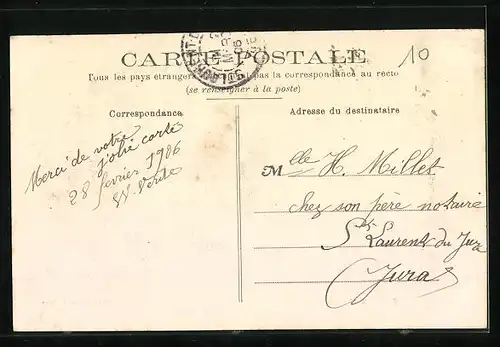 CARTE POSTALE
10
Tous les pays étrangers pas la correspondance au recto
(se renseigner à la poste)
Correspondance
Adresse du destinataire
Merci de votre
jolie carte
28 février 1906
Mlle H. Millet
chez son père notaire
St Laurent du Jura
(Jura)